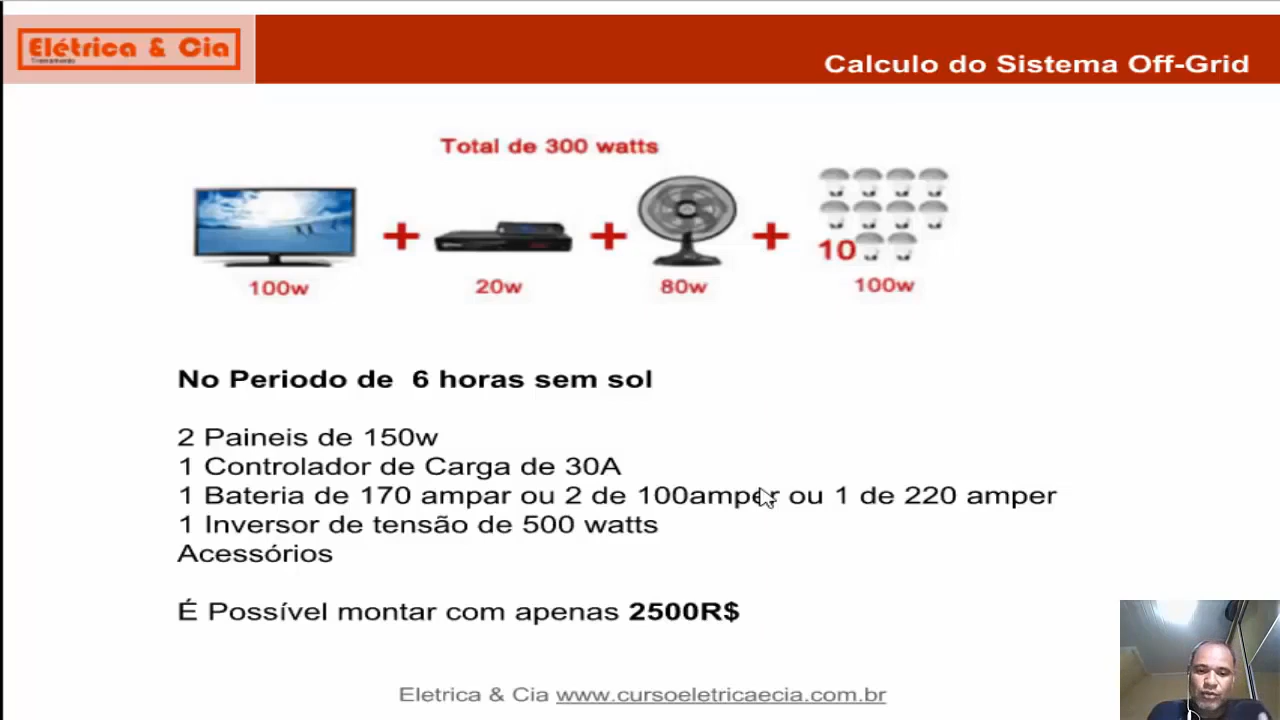 Elétrica & Cia
Treinamento
Calculo do Sistema Off-Grid
Total de 300 watts
100w
20w
80w
10
100w
No Periodo de 6 horas sem sol
2 Paineis de 150w
1 Controlador de Carga de 30A
1 Bateria de 170 ampar ou 2 de 100amper ou 1 de 220 amper
1 Inversor de tensão de 500 watts
Acessórios
É Possível montar com apenas 2500R$
Eletrica & Cia www.cursoeletricaecia.com.br